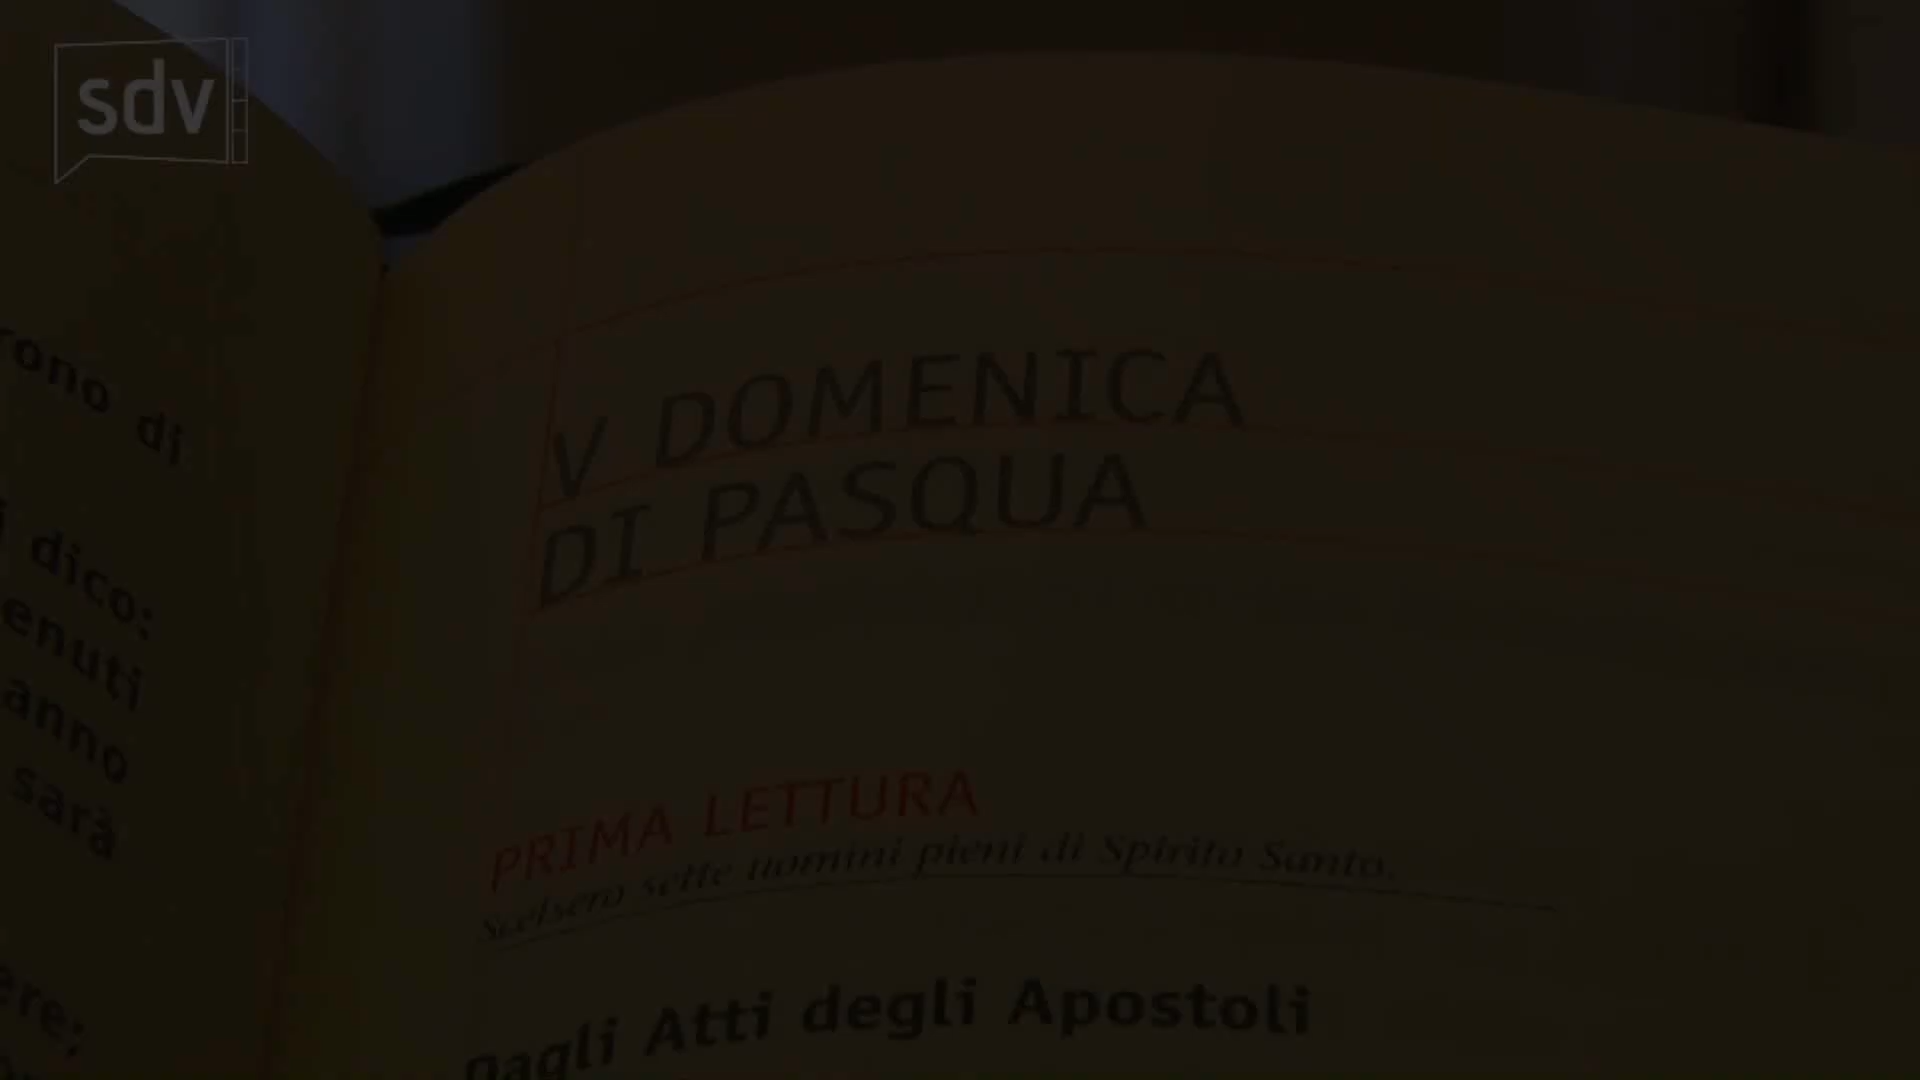 sdv
rono di
i dico:
enuti
anno
sarà
ere;
V DOMENICA
DI PASQUA
PRIMA LETTURA
Scelsero sette uomini pieni di Spirito Santo.
Dagli Atti degli Apostoli